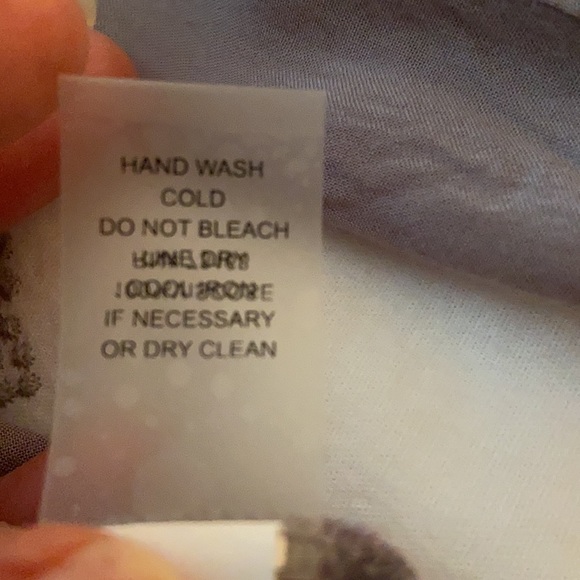 HAND WASH
COLD
DO NOT BLEACH
LINE DRY
COOL IRON
IF NECESSARY
OR DRY CLEAN